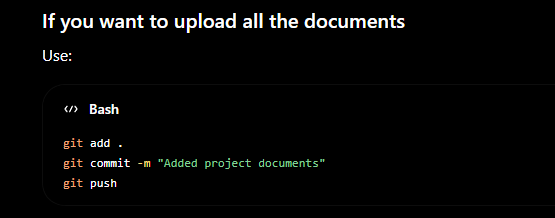 If you want to upload all the documents
Use:
</> Bash
git add .
git commit -m "Added project documents"
git push